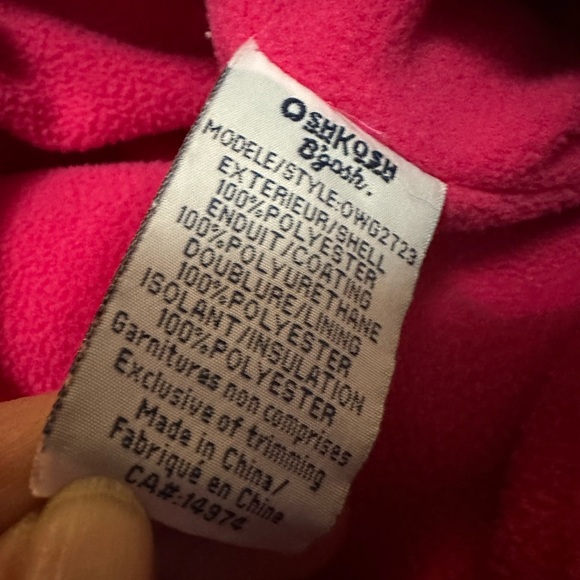 OSHKOSH
B'gosh.
MODELE/STYLE:OWG2723
EXTERIEUR/SHELL
100%POLYESTER
ENDUIT/COATING
100%POLYURETHANE
DOUBLURE/LINING
100%POLYESTER
ISOLANT/INSULATION
100%POLYESTER
Garnitures non comprises
Exclusive of trimming
Made in China/
Fabriqué en Chine
CA#:14974